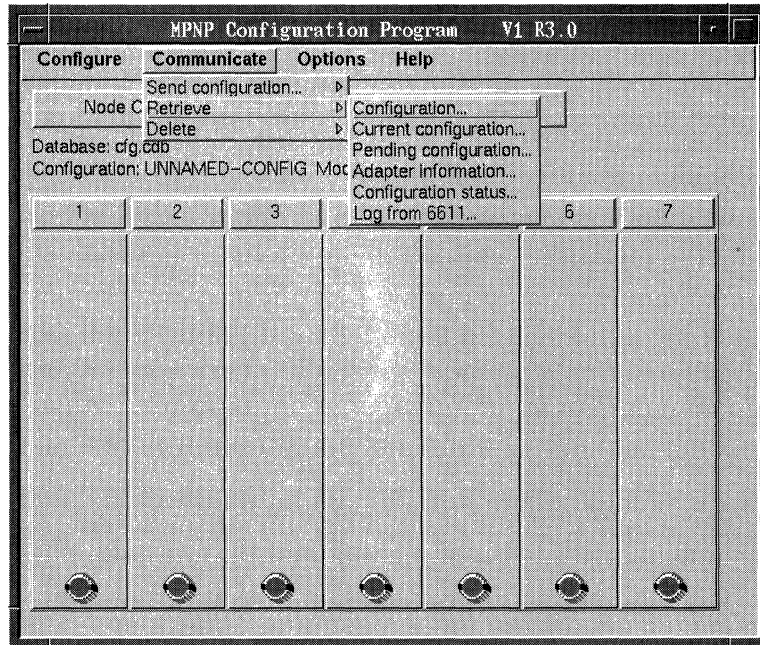 MPNP Configuration Program V1 R3.0
Configure Communicate Options Help
Send configuration...
Node C
Retrieve
Delete
Configuration...
Current configuration...
Pending configuration...
Adapter information...
Configuration status...
Log from 6611...
Database: cfg.cdb
Configuration: UNNAMED-CONFIG Mod
1 2 3 6 7